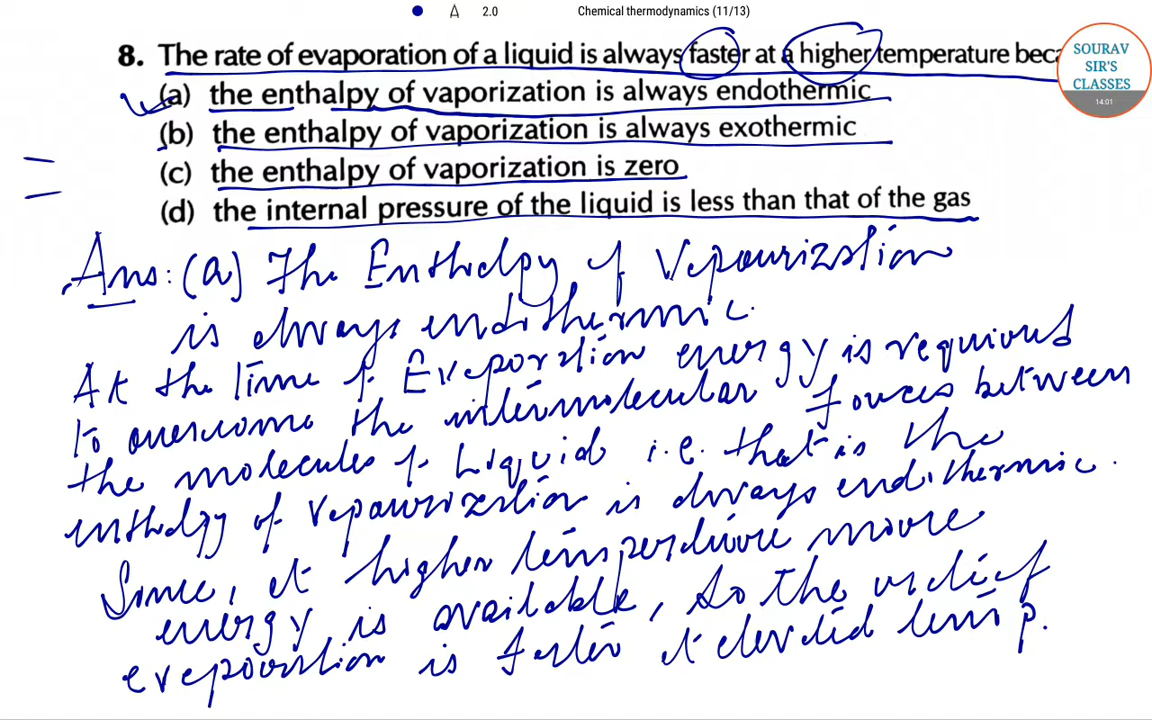 2.0 Chemical thermodynamics (11/13)
8. The rate of evaporation of a liquid is always faster at a higher temperature beca
SOURAV
SIR'S
CLASSES
14:01
(a) the enthalpy of vaporization is always endothermic
(b) the enthalpy of vaporization is always exothermic
(c) the enthalpy of vaporization is zero
(d) the internal pressure of the liquid is less than that of the gas
Ans: (a) The Enthalpy of Vapourization
is always endothermic.
At the time of Evaporation energy is required
to overcome the intermolecular forces between
the molecules of Liquid i.e. that is the
enthalpy of vapourization is always endothermic.
Since, at higher temperature more
energy is available, so the rate of
evaporation is faster at elevated temp.